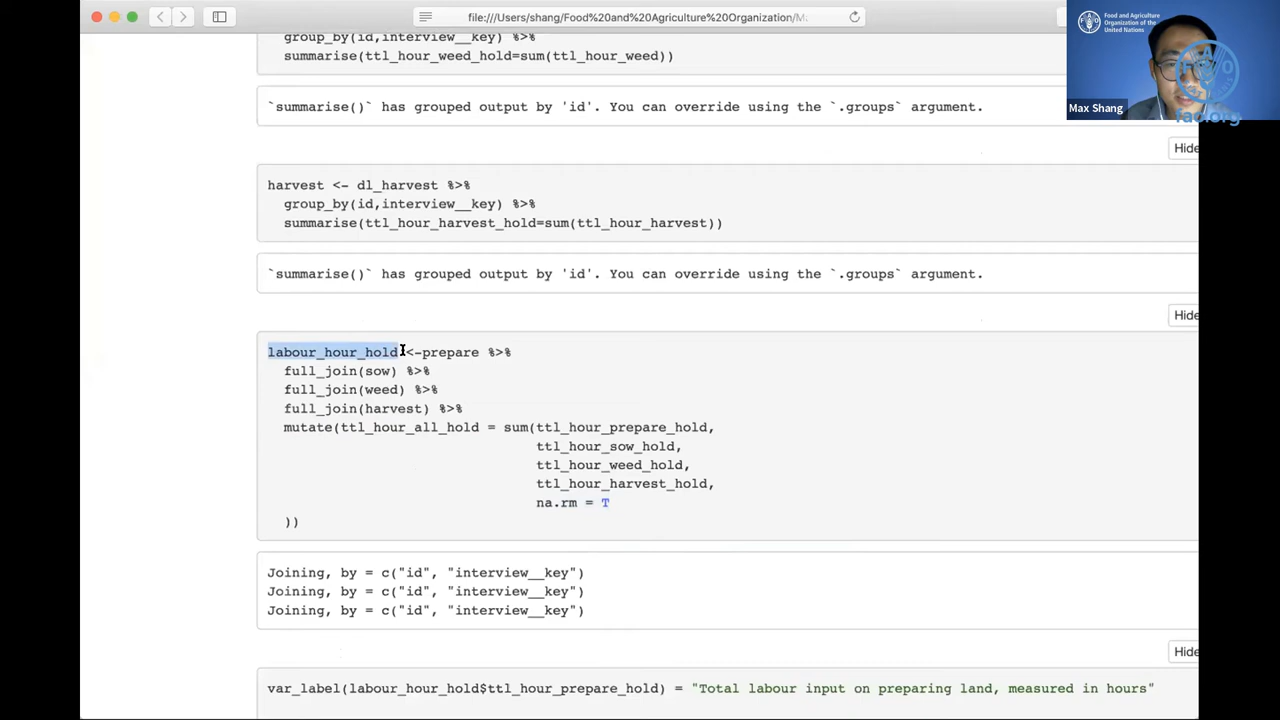 file:///Users/shang/Food%20and%20Agriculture%20Organization/M
Food and Agriculture
Organization of the
United Nations
Max Shang
fao.org
group_by(id,interview__key) %>%
summarise(ttl_hour_weed_hold=sum(ttl_hour_weed))
`summarise()` has grouped output by 'id'. You can override using the `.groups` argument.
Hide
harvest <- dl_harvest %>%
group_by(id,interview__key) %>%
summarise(ttl_hour_harvest_hold=sum(ttl_hour_harvest))
`summarise()` has grouped output by 'id'. You can override using the `.groups` argument.
Hide
labour_hour_hold <-prepare %>%
full_join(sow) %>%
full_join(weed) %>%
full_join(harvest) %>%
mutate(ttl_hour_all_hold = sum(ttl_hour_prepare_hold,
ttl_hour_sow_hold,
ttl_hour_weed_hold,
ttl_hour_harvest_hold,
na.rm = T
))
Joining, by = c("id", "interview__key")
Joining, by = c("id", "interview__key")
Joining, by = c("id", "interview__key")
Hide
var_label(labour_hour_hold$ttl_hour_prepare_hold) = "Total labour input on preparing land, measured in hours"